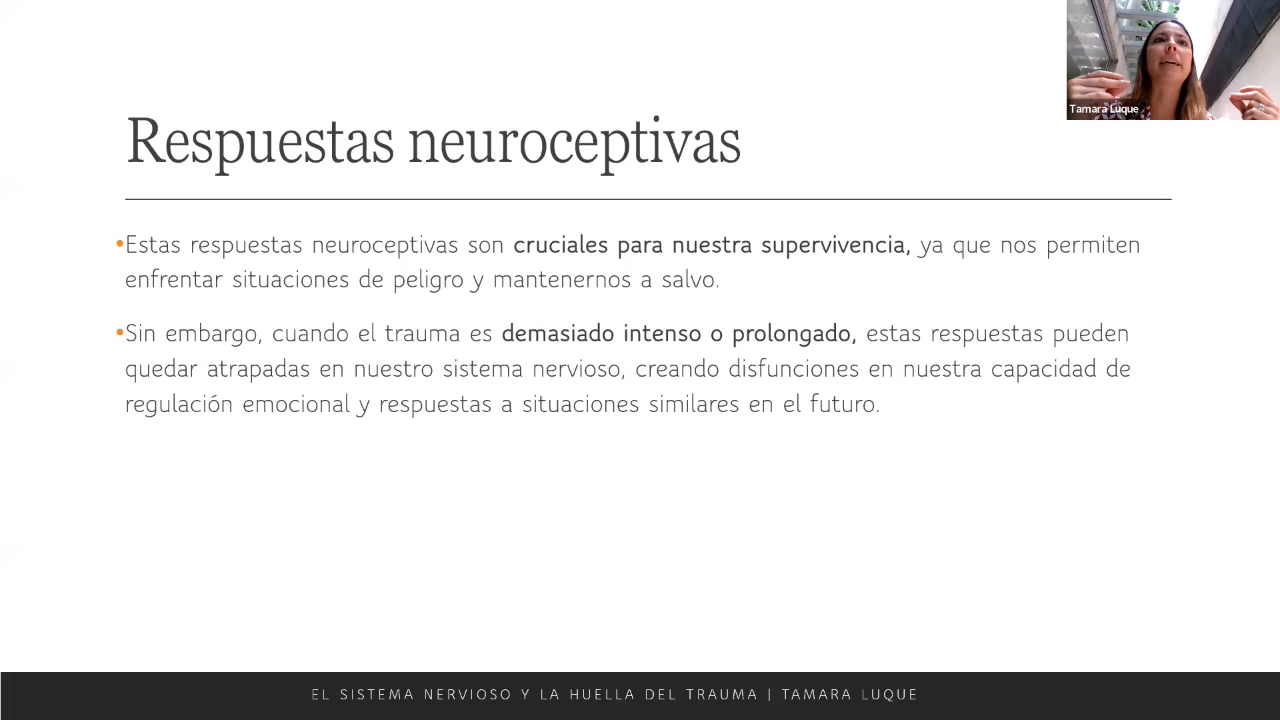 Tamara Luque
Respuestas neuroceptivas
•Estas respuestas neuroceptivas son cruciales para nuestra supervivencia, ya que nos permiten
enfrentar situaciones de peligro y mantenernos a salvo.
•Sin embargo, cuando el trauma es demasiado intenso o prolongado, estas respuestas pueden
quedar atrapadas en nuestro sistema nervioso, creando disfunciones en nuestra capacidad de
regulación emocional y respuestas a situaciones similares en el futuro.
EL SISTEMA NERVIOSO Y LA HUELLA DEL TRAUMA | TAMARA LUQUE